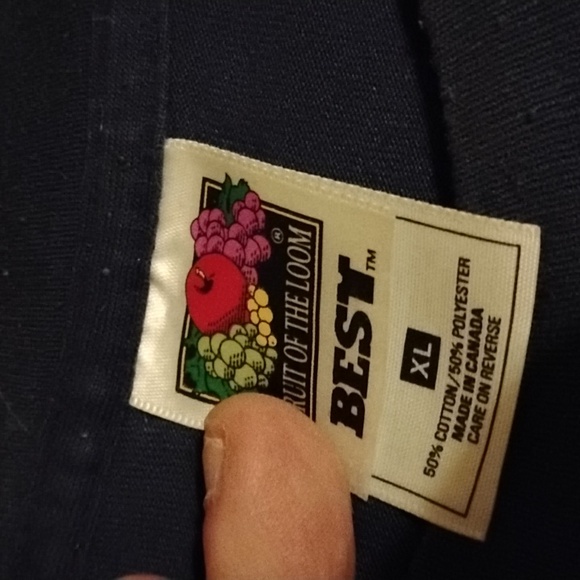 FRUIT OF THE LOOM®
BEST™
XL
50% COTTON/50% POLYESTER
MADE IN CANADA
CARE ON REVERSE